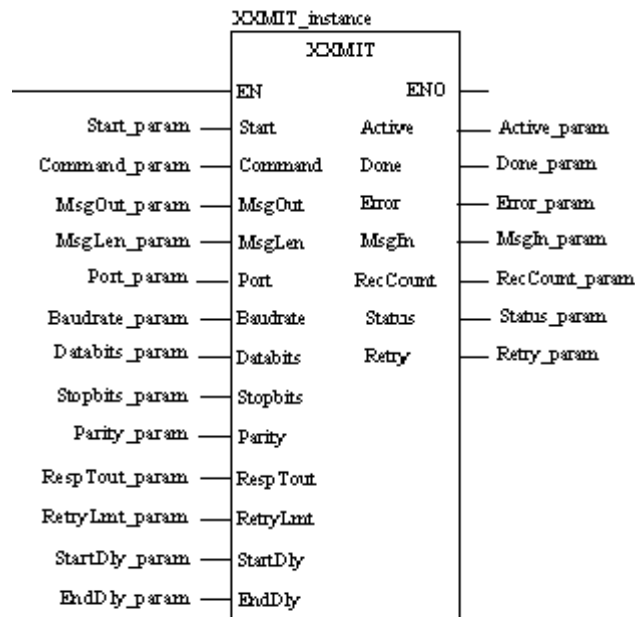 XXMIT_instance
XXMIT
EN ENO
Start_param Start Active Active_param
Command_param Command Done Done_param
MsgOut_param MsgOut Error Error_param
MsgLen_param MsgLen MsgIn MsgIn_param
Port_param Port RecCount RecCount_param
Baudrate_param Baudrate Status Status_param
Databits_param Databits Retry Retry_param
Stopbits_param Stopbits
Parity_param Parity
RespTout_param RespTout
RetryLmt_param RetryLmt
StartDly_param StartDly
EndDly_param EndDly